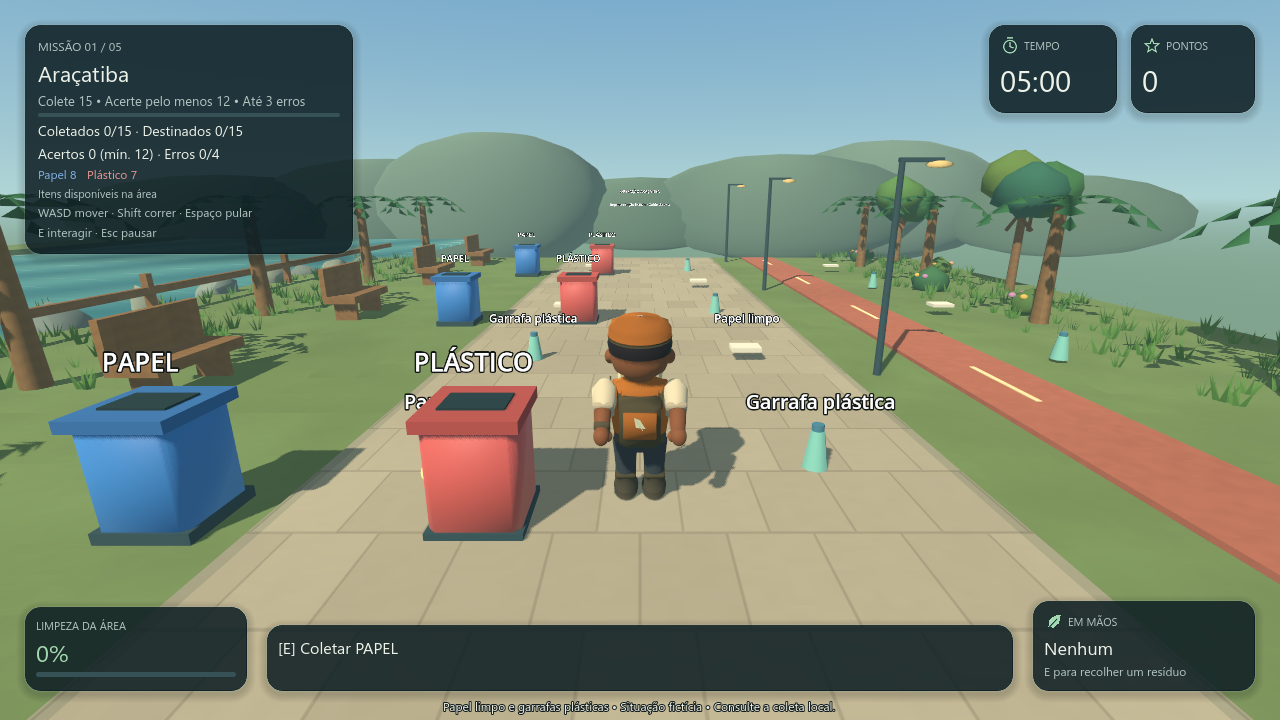 MISSÃO 01 / 05
Araçatiba
Colete 15 • Acerte pelo menos 12 • Até 3 erros
Coletados 0/15 · Destinados 0/15
Acertos 0 (mín. 12) · Erros 0/4
Papel 8 Plástico 7
Itens disponíveis na área
WASD mover · Shift correr · Espaço pular
E interagir · Esc pausar
TEMPO
05:00
PONTOS
0
PAPEL
PLÁSTICO
PAPEL
PLÁSTICO
Garrafa plástica
Papel limpo
PAPEL
PLÁSTICO
Garrafa plástica
LIMPEZA DA ÁREA
0%
[E] Coletar PAPEL
EM MÃOS
Nenhum
E para recolher um resíduo
Papel limpo e garrafas plásticas • Situação fictícia • Consulte a coleta local.